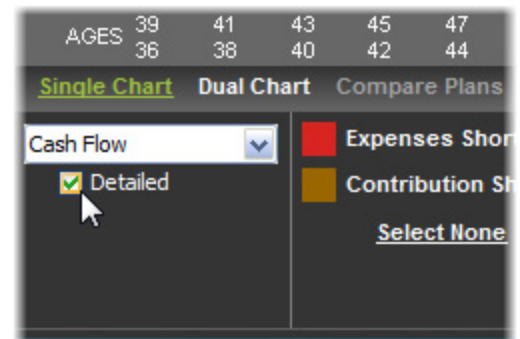 AGES 39 41 43 45 47
36 38 40 42 44
Single Chart Dual Chart Compare Plans
Cash Flow Expenses Shor
Detailed Contribution Sh
Select None